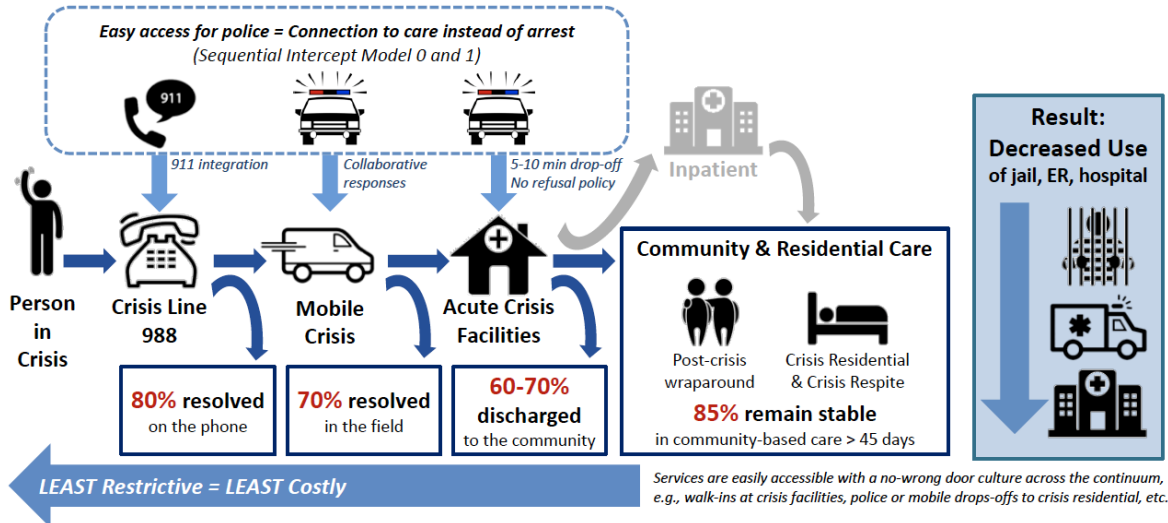 Easy access for police = Connection to care instead of arrest
(Sequential Intercept Model 0 and 1)
911
911 integration
Collaborative
responses
5-10 min drop-off
No refusal policy
Inpatient
Person
in
Crisis
Crisis Line
988
Mobile
Crisis
Acute Crisis
Facilities
80% resolved
on the phone
70% resolved
in the field
60-70%
discharged
to the community
Community & Residential Care
Post-crisis
wraparound
Crisis Residential
& Crisis Respite
85% remain stable
in community-based care > 45 days
Result:
Decreased Use
of jail, ER, hospital
LEAST Restrictive = LEAST Costly
Services are easily accessible with a no-wrong door culture across the continuum,
e.g., walk-ins at crisis facilities, police or mobile drops-offs to crisis residential, etc.